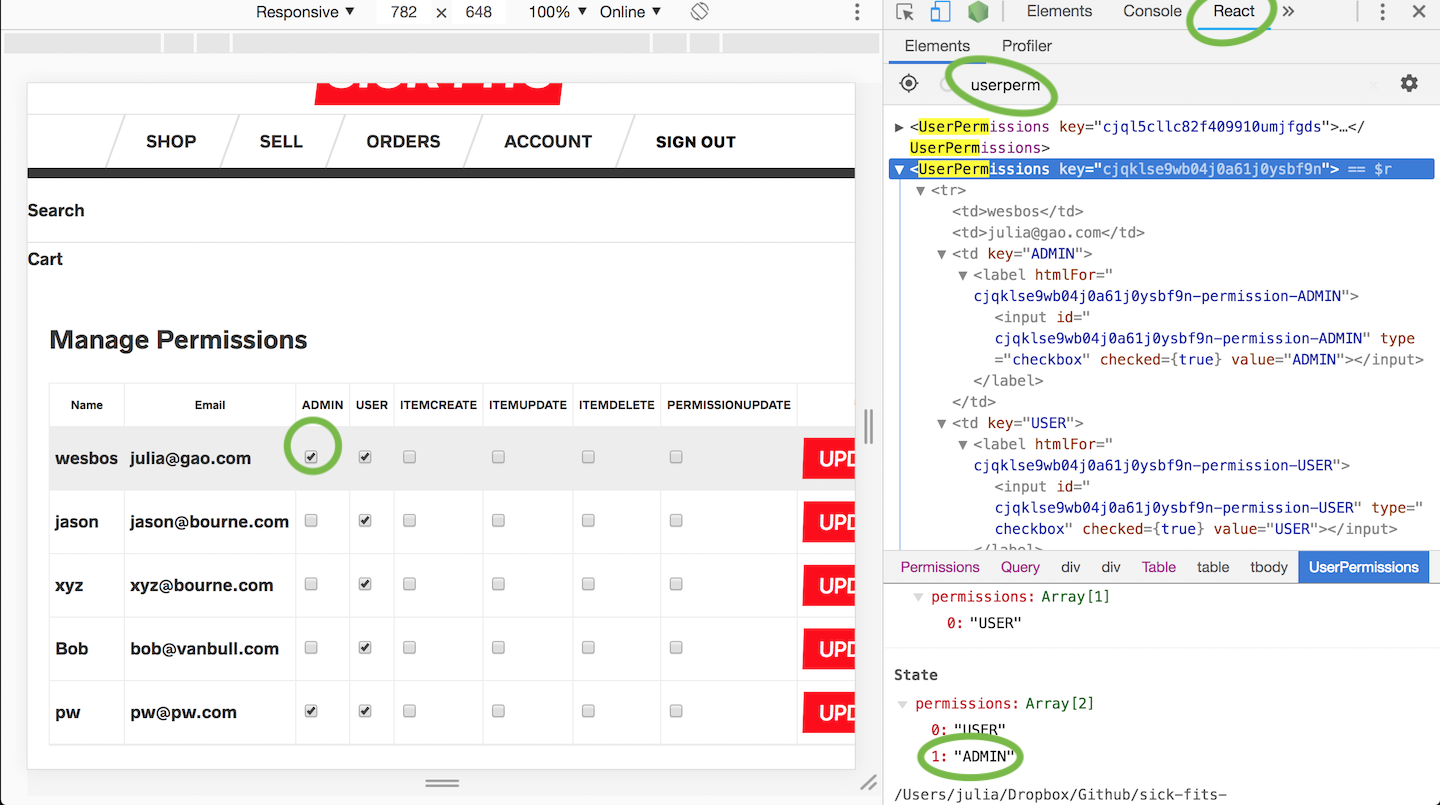 Responsive ▼ 782 × 648 100% ▼ Online ▼
Elements Console React »
Elements Profiler
userperm
SHOP SELL ORDERS ACCOUNT SIGN OUT
Search
Cart
Manage Permissions
Name Email ADMIN USER ITEMCREATE ITEMUPDATE ITEMDELETE PERMISSIONUPDATE
wesbos julia@gao.com UPD
jason jason@bourne.com UPD
xyz xyz@bourne.com UPD
Bob bob@vanbull.com UPD
pw pw@pw.com UPD
▶ <UserPermissions key="cjql5cllc82f409910umjfgds">…</
UserPermissions>
▼ <UserPermissions key="cjqklse9wb04j0a61j0ysbf9n"> == $r
▼ <tr>
<td>wesbos</td>
<td>julia@gao.com</td>
▼ <td key="ADMIN">
▼ <label htmlFor="
cjqklse9wb04j0a61j0ysbf9n-permission-ADMIN">
<input id="
cjqklse9wb04j0a61j0ysbf9n-permission-ADMIN" type
="checkbox" checked={true} value="ADMIN"></input>
</label>
</td>
▼ <td key="USER">
▼ <label htmlFor="
cjqklse9wb04j0a61j0ysbf9n-permission-USER">
<input id="
cjqklse9wb04j0a61j0ysbf9n-permission-USER" type="
checkbox" checked={true} value="USER"></input>
</label>
Permissions Query div div Table table tbody UserPermissions
▼ permissions: Array[1]
0: "USER"
State
▼ permissions: Array[2]
0: "USER"
1: "ADMIN"
/Users/julia/Dropbox/Github/sick-fits-